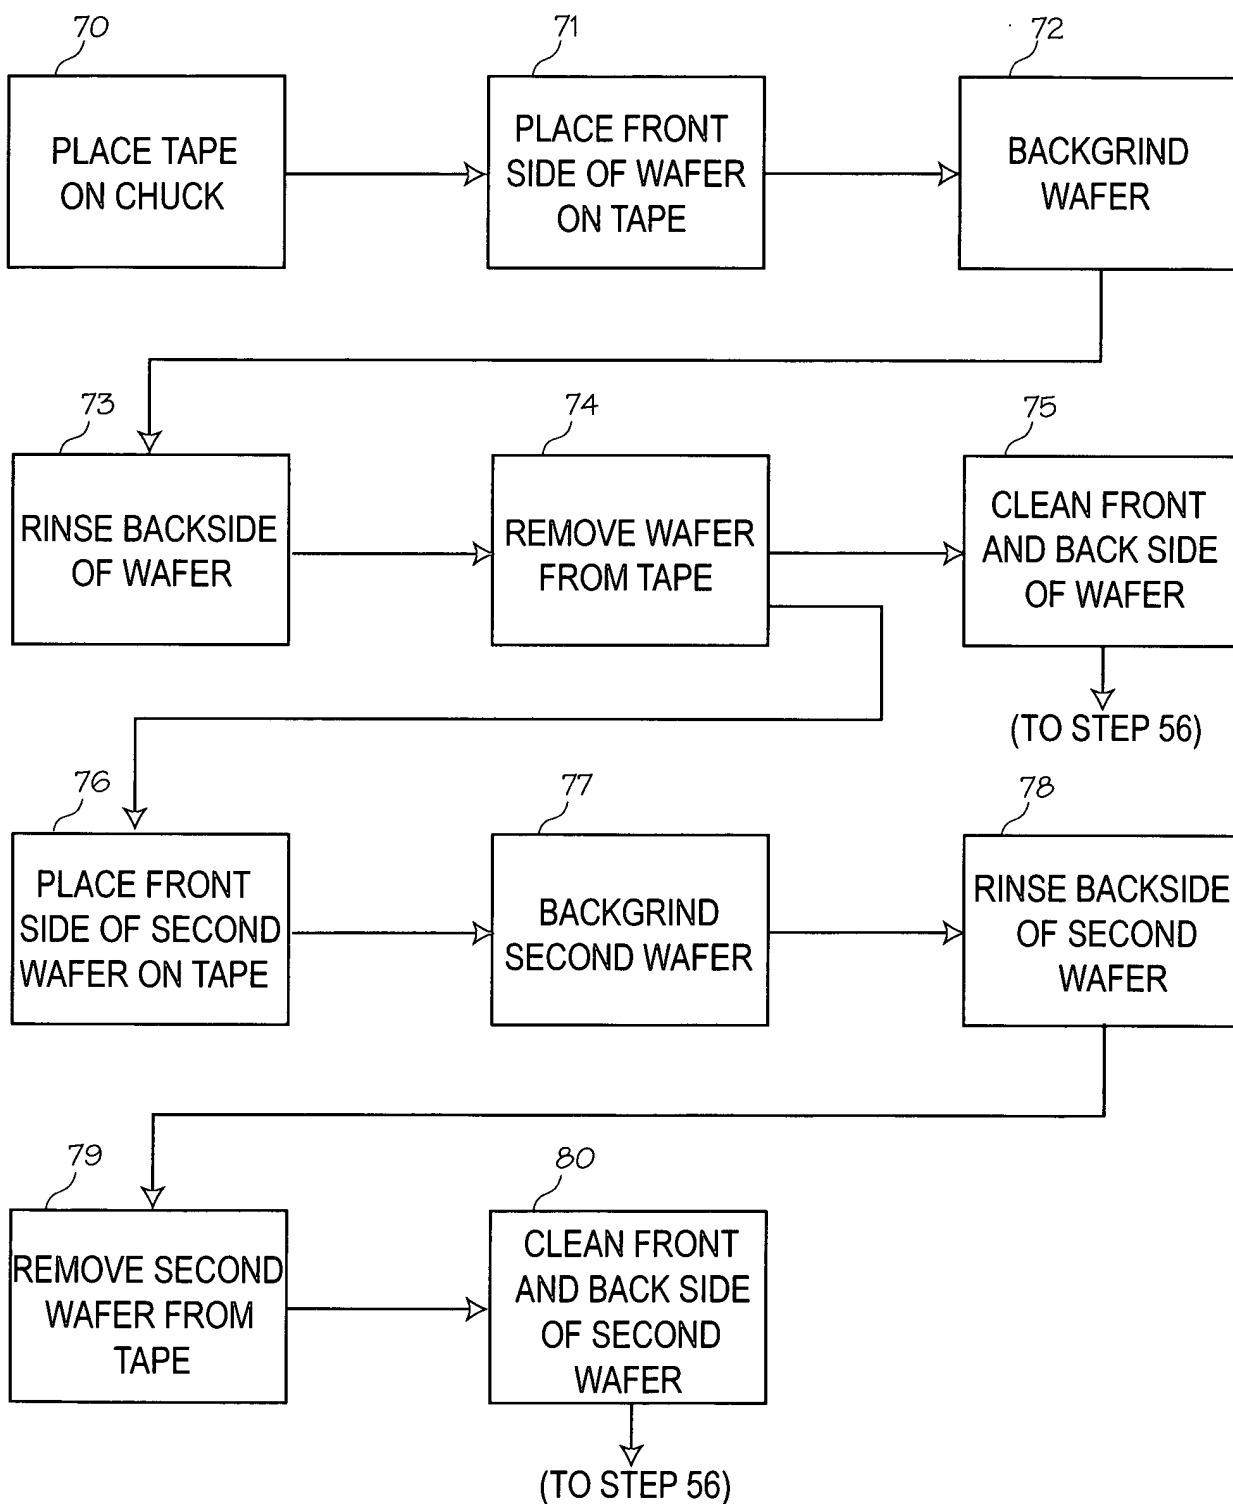 70
PLACE TAPE
ON CHUCK
71
PLACE FRONT
SIDE OF WAFER
ON TAPE
72
BACKGRIND
WAFER
73
RINSE BACKSIDE
OF WAFER
74
REMOVE WAFER
FROM TAPE
75
CLEAN FRONT
AND BACK SIDE
OF WAFER
(TO STEP 56)
76
PLACE FRONT
SIDE OF SECOND
WAFER ON TAPE
77
BACKGRIND
SECOND WAFER
78
RINSE BACKSIDE
OF SECOND
WAFER
79
REMOVE SECOND
WAFER FROM
TAPE
80
CLEAN FRONT
AND BACK SIDE
OF SECOND
WAFER
(TO STEP 56)